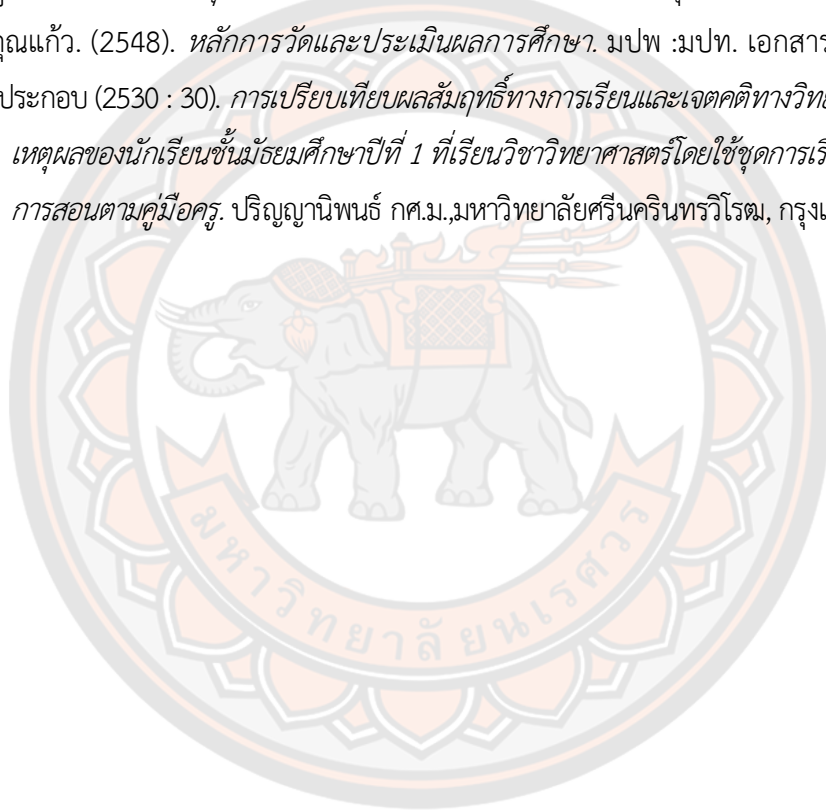 คุณแก้ว. (2548). หลักการวัดและประเมินผลการศึกษา. มปพ :มปท. เอกสาร
ประกอบ (2530 : 30). การเปรียบเทียบผลสัมฤทธิ์ทางการเรียนและเจตคติทางวิทย
เหตุผลของนักเรียนชั้นมัธยมศึกษาปีที่ 1 ที่เรียนวิชาวิทยาศาสตร์โดยใช้ชุดการเรี
การสอนตามคู่มือครู. ปริญญานิพนธ์ กศ.ม.,มหาวิทยาลัยศรีนครินทรวิโรฒ, กรุงเ
มหาวิทยาลัยนเรศวร